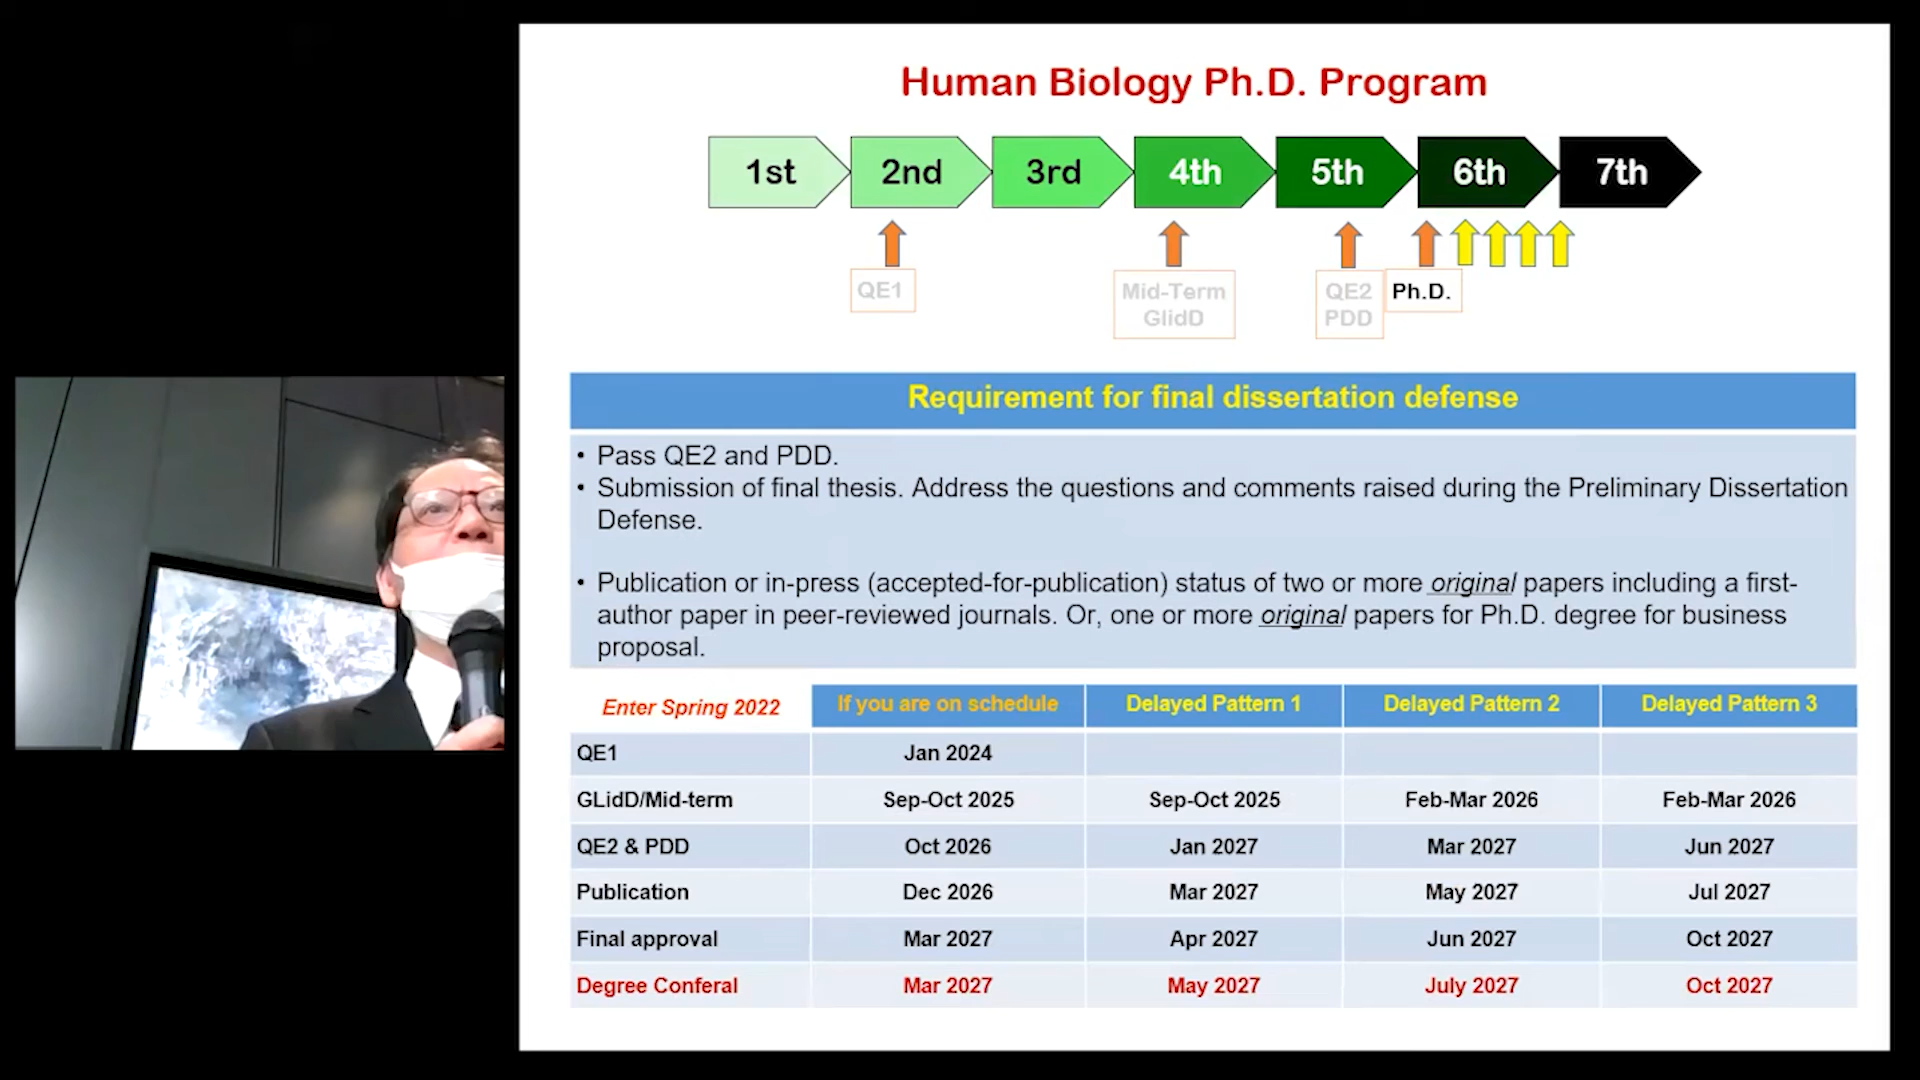 Human Biology Ph.D. Program
1st 2nd 3rd 4th 5th 6th 7th
QE1
Mid-Term
GlidD
QE2
PDD
Ph.D.
Requirement for final dissertation defense
• Pass QE2 and PDD.
• Submission of final thesis. Address the questions and comments raised during the Preliminary Dissertation
Defense.
• Publication or in-press (accepted-for-publication) status of two or more original papers including a first-
author paper in peer-reviewed journals. Or, one or more original papers for Ph.D. degree for business
proposal.
Enter Spring 2022 If you are on schedule Delayed Pattern 1 Delayed Pattern 2 Delayed Pattern 3
QE1 Jan 2024
GLidD/Mid-term Sep-Oct 2025 Sep-Oct 2025 Feb-Mar 2026 Feb-Mar 2026
QE2 & PDD Oct 2026 Jan 2027 Mar 2027 Jun 2027
Publication Dec 2026 Mar 2027 May 2027 Jul 2027
Final approval Mar 2027 Apr 2027 Jun 2027 Oct 2027
Degree Conferal Mar 2027 May 2027 July 2027 Oct 2027